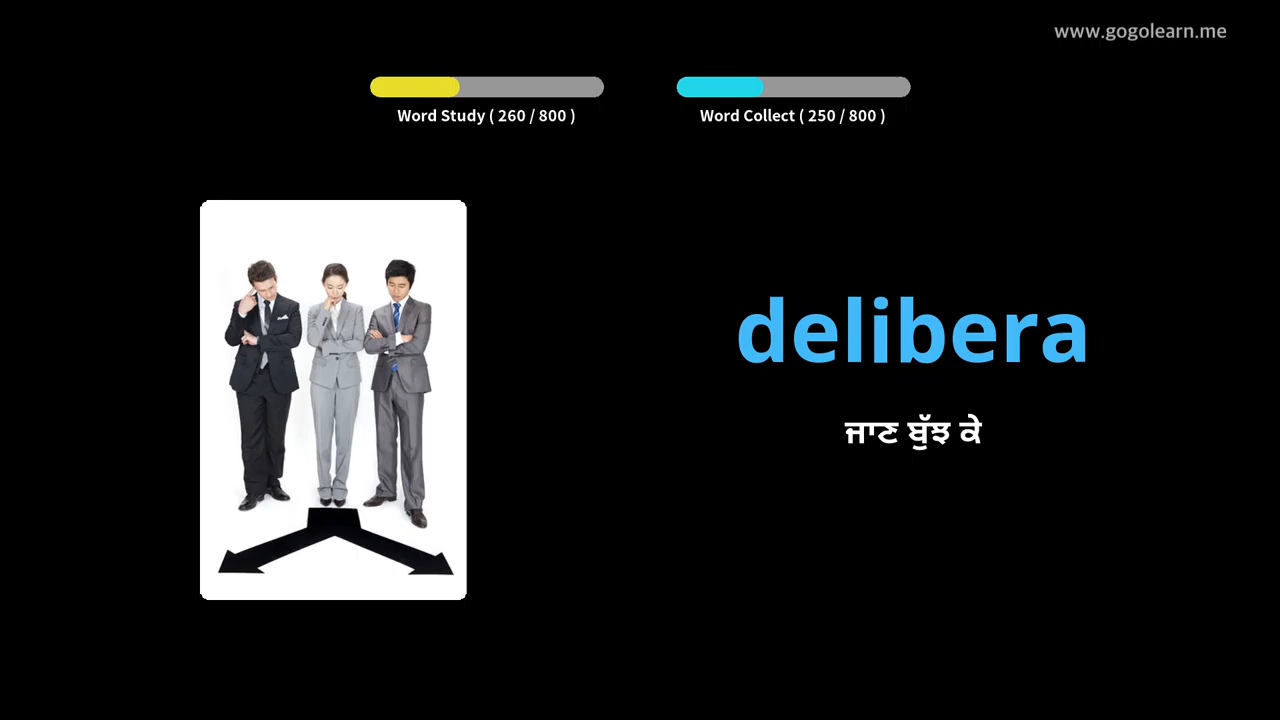 www.gogolearn.me
Word Study ( 260 / 800 )
Word Collect ( 250 / 800 )
delibera
ਜਾਣ ਬੁੱਝ ਕੇ